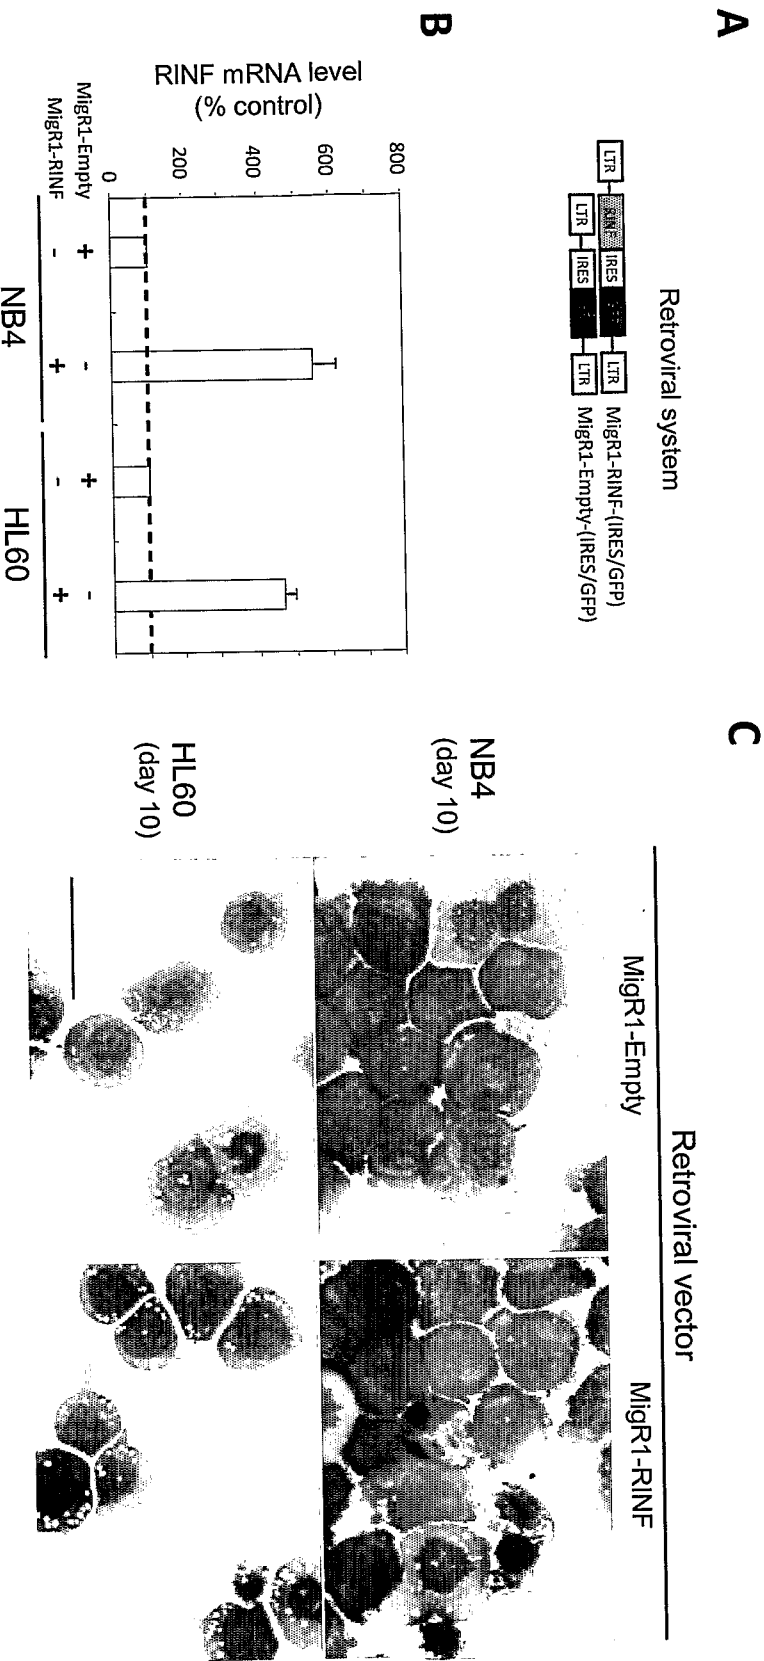 A
Retroviral system
LTR RINF IRES LTR MigR1-RINF-(IRES/GFP)
LTR IRES LTR MigR1-Empty-(IRES/GFP)
B
RINF mRNA level
(% control)
800
600
400
200
0
MigR1-Empty + - + -
MigR1-RINF - + - +
NB4 HL60
C
Retroviral vector
MigR1-Empty MigR1-RINF
NB4
(day 10)
HL60
(day 10)